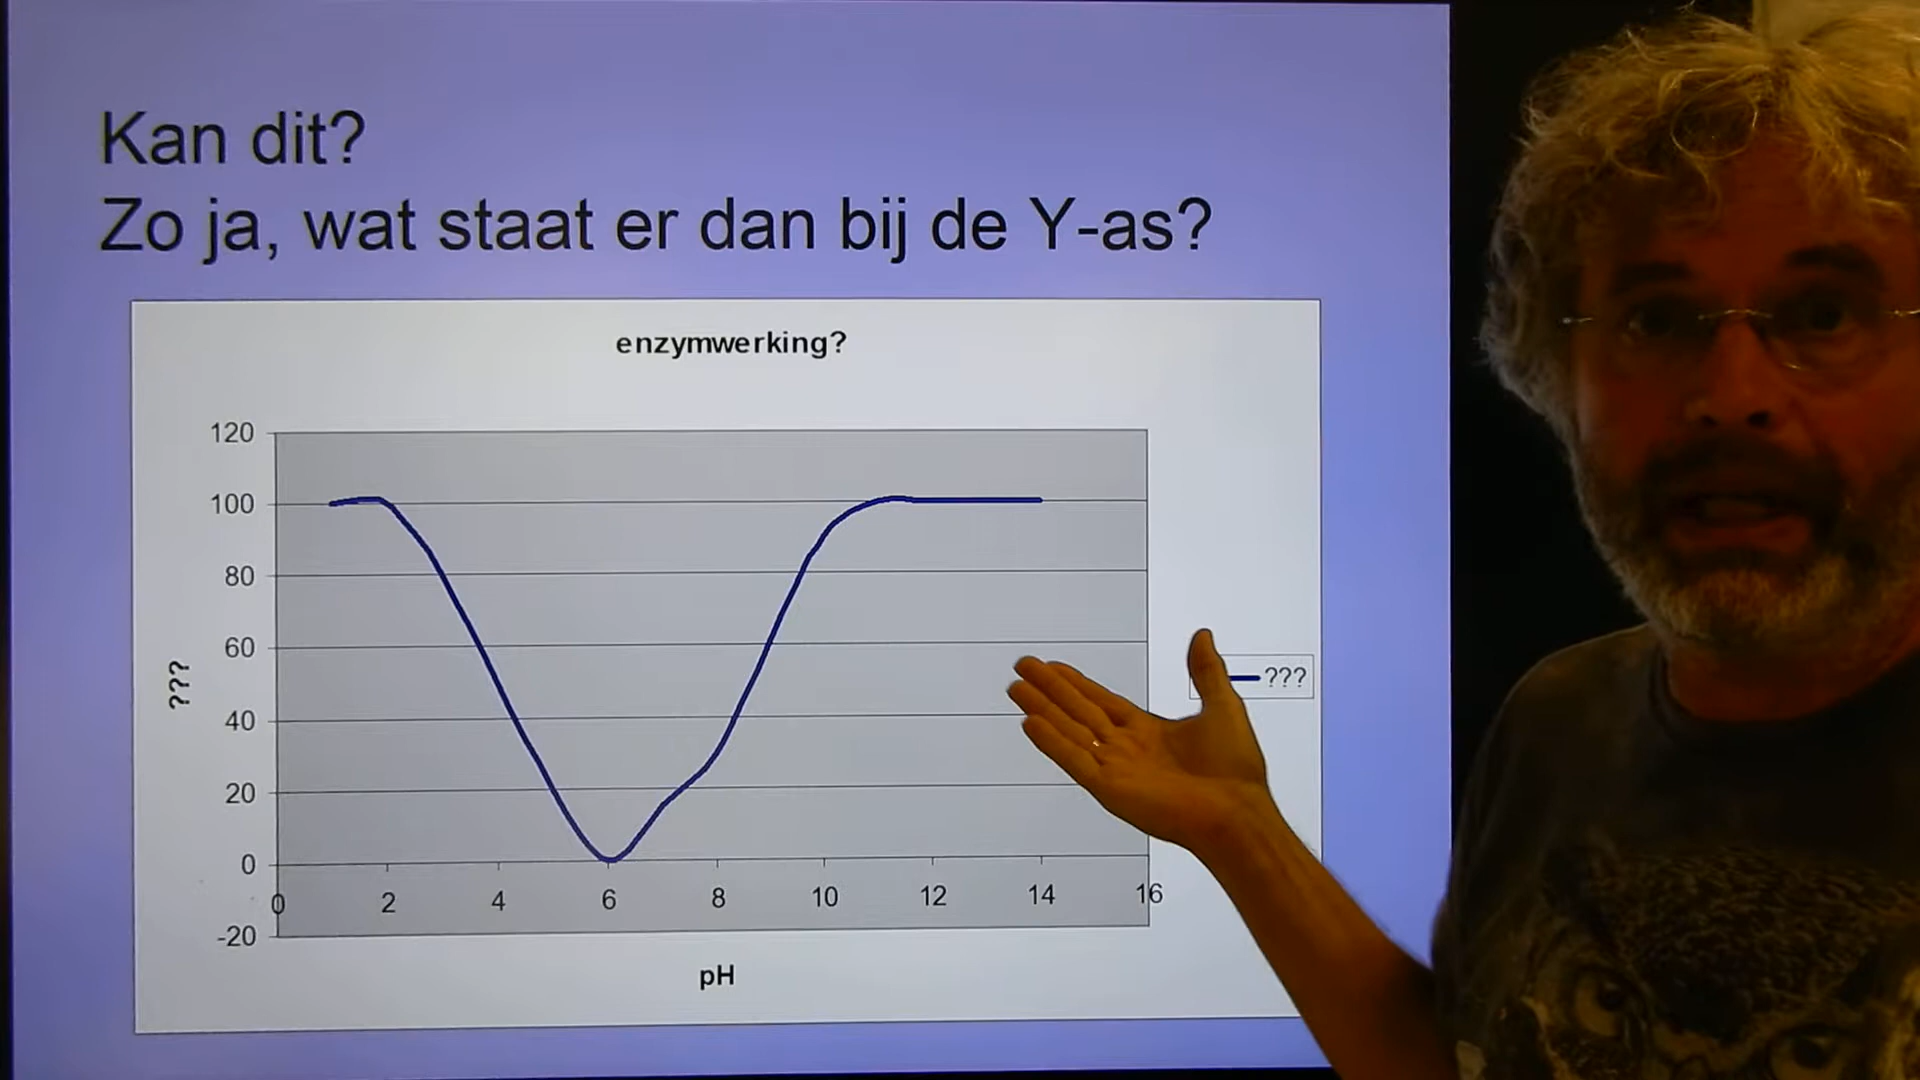 Kan dit?
Zo ja, wat staat er dan bij de Y-as?
enzymwerking?
120
100
80
60
40
20
0
-20
???
0 2 4 6 8 10 12 14 16
pH
???